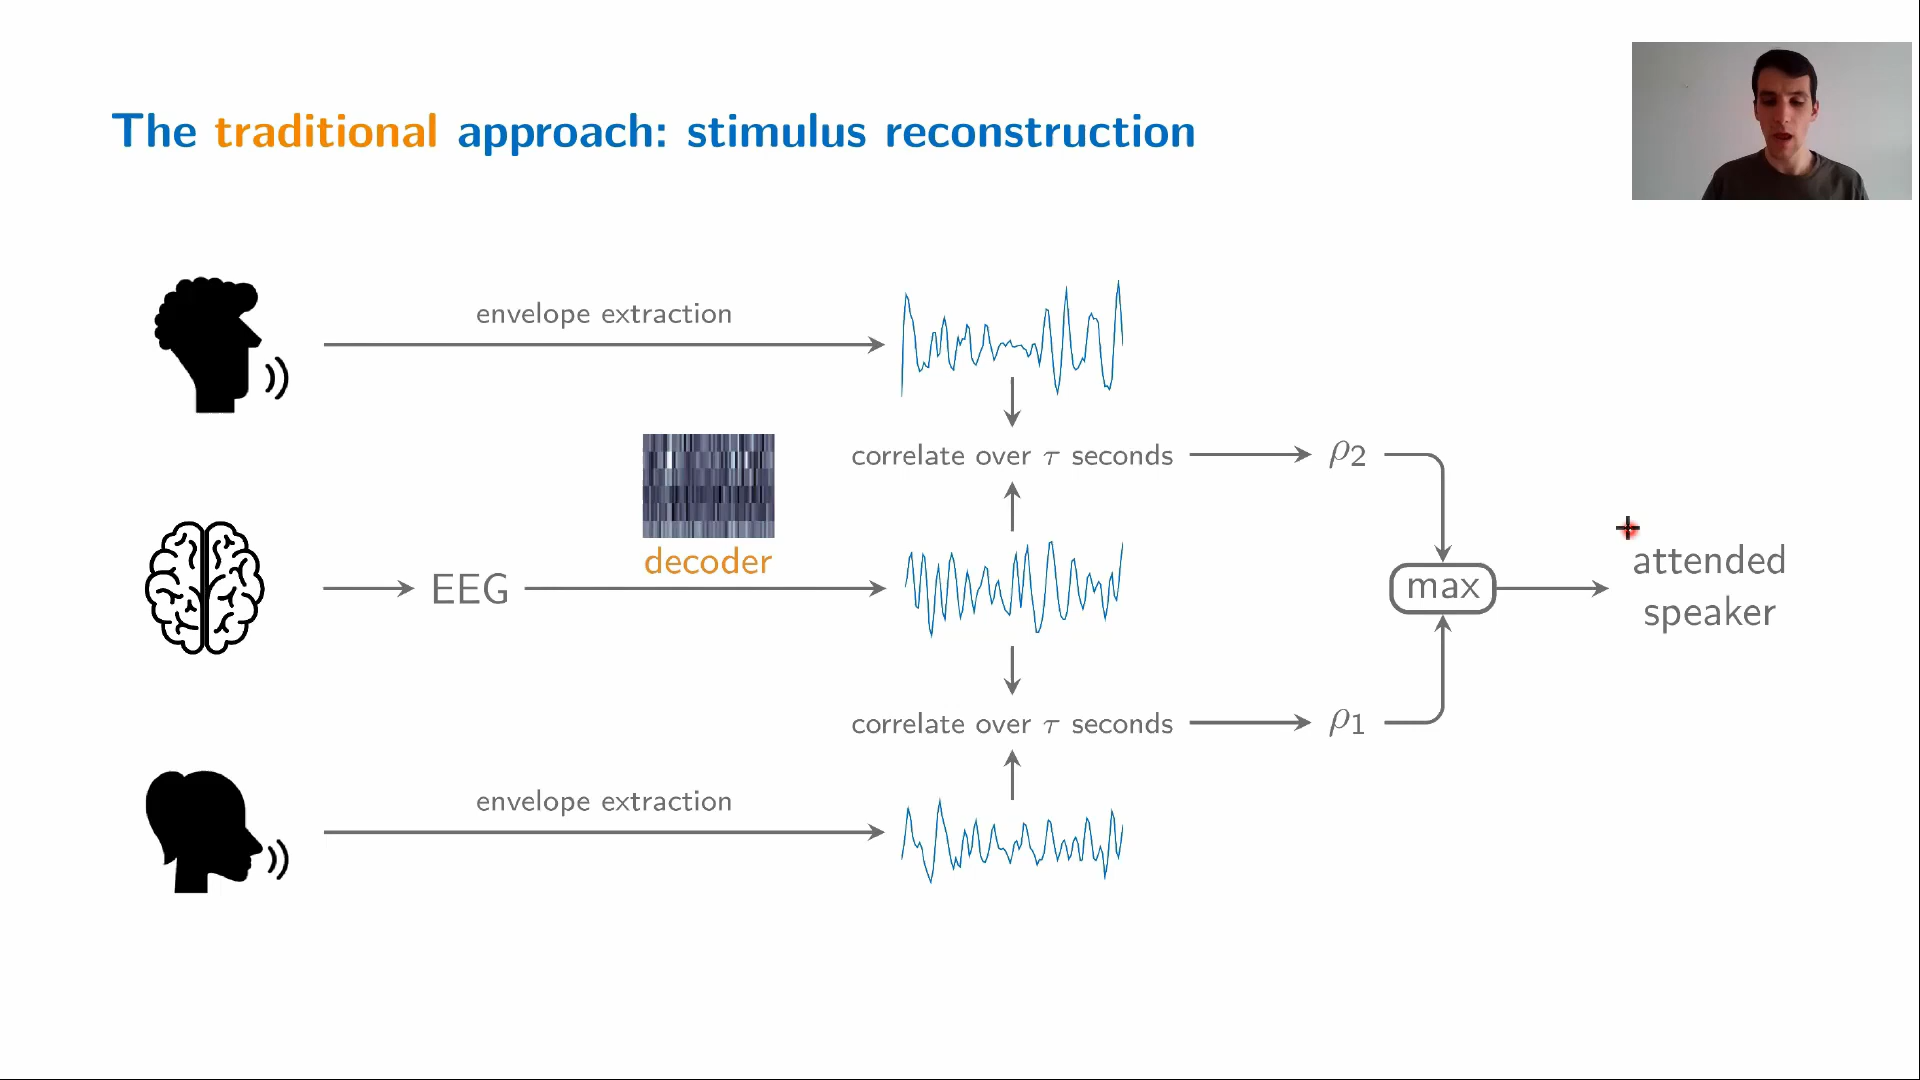 The traditional approach: stimulus reconstruction
envelope extraction
correlate over τ seconds
ρ2
decoder
EEG
max
attended
speaker
correlate over τ seconds
ρ1
envelope extraction